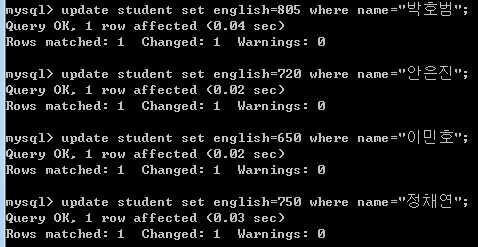 mysql> update student set english=805 where name="박호범";
Query OK, 1 row affected (0.04 sec)
Rows matched: 1  Changed: 1  Warnings: 0
mysql> update student set english=720 where name="안은진";
Query OK, 1 row affected (0.02 sec)
Rows matched: 1  Changed: 1  Warnings: 0
mysql> update student set english=650 where name="이민호";
Query OK, 1 row affected (0.02 sec)
Rows matched: 1  Changed: 1  Warnings: 0
mysql> update student set english=750 where name="정채연";
Query OK, 1 row affected (0.03 sec)
Rows matched: 1  Changed: 1  Warnings: 0